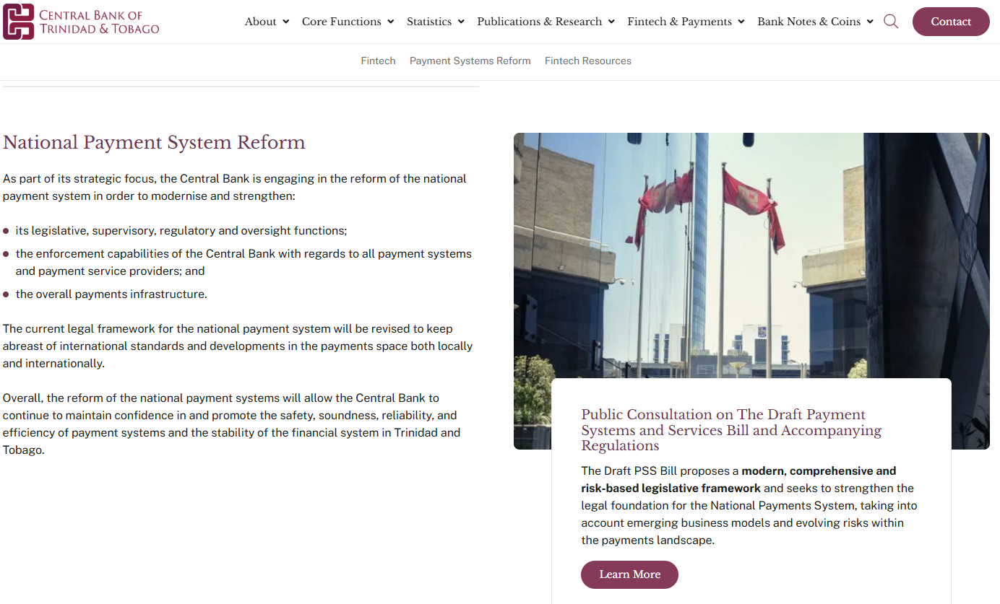 CENTRAL BANK OF
TRINIDAD & TOBAGO
About
Core Functions
Statistics
Publications & Research
Fintech & Payments
Bank Notes & Coins
Contact
Fintech
Payment Systems Reform
Fintech Resources
National Payment System Reform
As part of its strategic focus, the Central Bank is engaging in the reform of the national
payment system in order to modernise and strengthen:
its legislative, supervisory, regulatory and oversight functions;
the enforcement capabilities of the Central Bank with regards to all payment systems
and payment service providers; and
the overall payments infrastructure.
The current legal framework for the national payment system will be revised to keep
abreast of international standards and developments in the payments space both locally
and internationally.
Overall, the reform of the national payment systems will allow the Central Bank to
continue to maintain confidence in and promote the safety, soundness, reliability, and
efficiency of payment systems and the stability of the financial system in Trinidad and
Tobago.
Public Consultation on The Draft Payment
Systems and Services Bill and Accompanying
Regulations
The Draft PSS Bill proposes a modern, comprehensive and
risk-based legislative framework and seeks to strengthen the
legal foundation for the National Payments System, taking into
account emerging business models and evolving risks within
the payments landscape.
Learn More